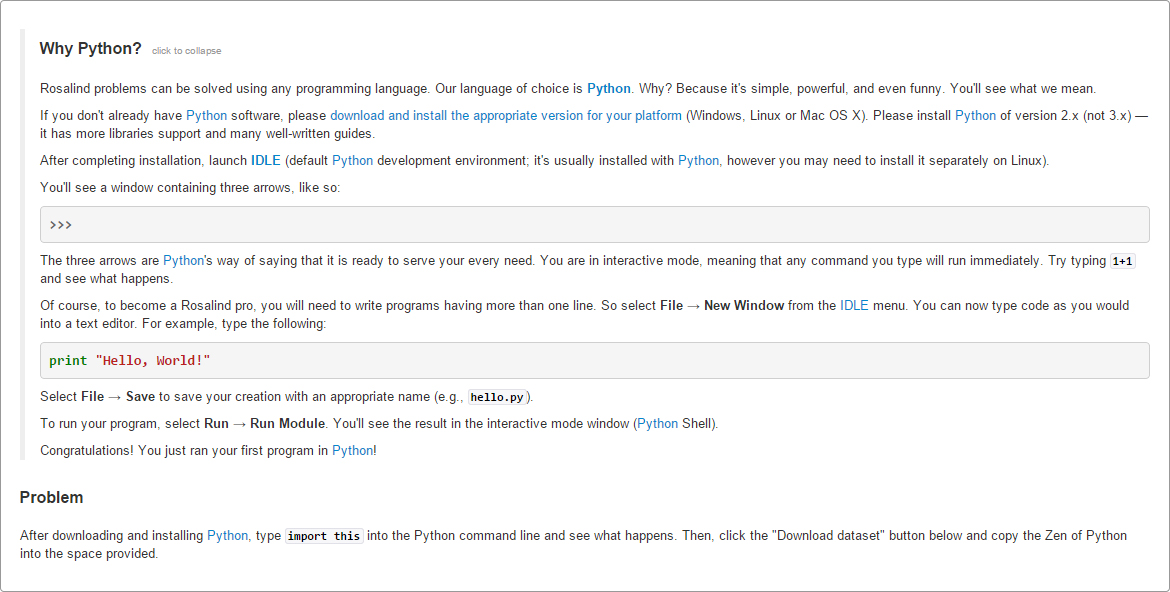 Why Python? click to collapse
Rosalind problems can be solved using any programming language. Our language of choice is Python. Why? Because it's simple, powerful, and even funny. You'll see what we mean.
If you don't already have Python software, please download and install the appropriate version for your platform (Windows, Linux or Mac OS X). Please install Python of version 2.x (not 3.x) —
it has more libraries support and many well-written guides.
After completing installation, launch IDLE (default Python development environment; it's usually installed with Python, however you may need to install it separately on Linux).
You'll see a window containing three arrows, like so:
>>>
The three arrows are Python's way of saying that it is ready to serve your every need. You are in interactive mode, meaning that any command you type will run immediately. Try typing 1+1
and see what happens.
Of course, to become a Rosalind pro, you will need to write programs having more than one line. So select File → New Window from the IDLE menu. You can now type code as you would
into a text editor. For example, type the following:
print "Hello, World!"
Select File → Save to save your creation with an appropriate name (e.g., hello.py).
To run your program, select Run → Run Module. You'll see the result in the interactive mode window (Python Shell).
Congratulations! You just ran your first program in Python!
Problem
After downloading and installing Python, type import this into the Python command line and see what happens. Then, click the "Download dataset" button below and copy the Zen of Python
into the space provided.